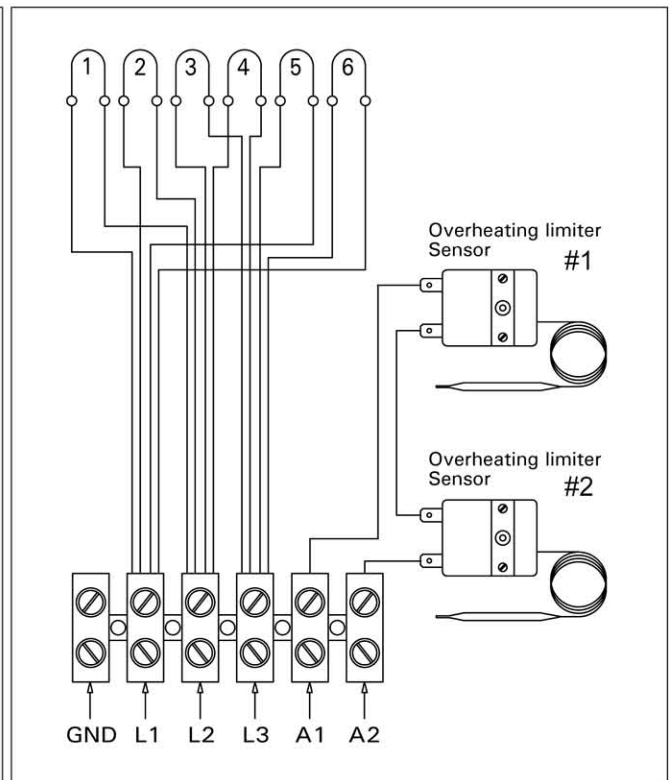 1 2 3 4 5 6
Overheating limiter
Sensor
#1
Overheating limiter
Sensor
#2
GND L1 L2 L3 A1 A2